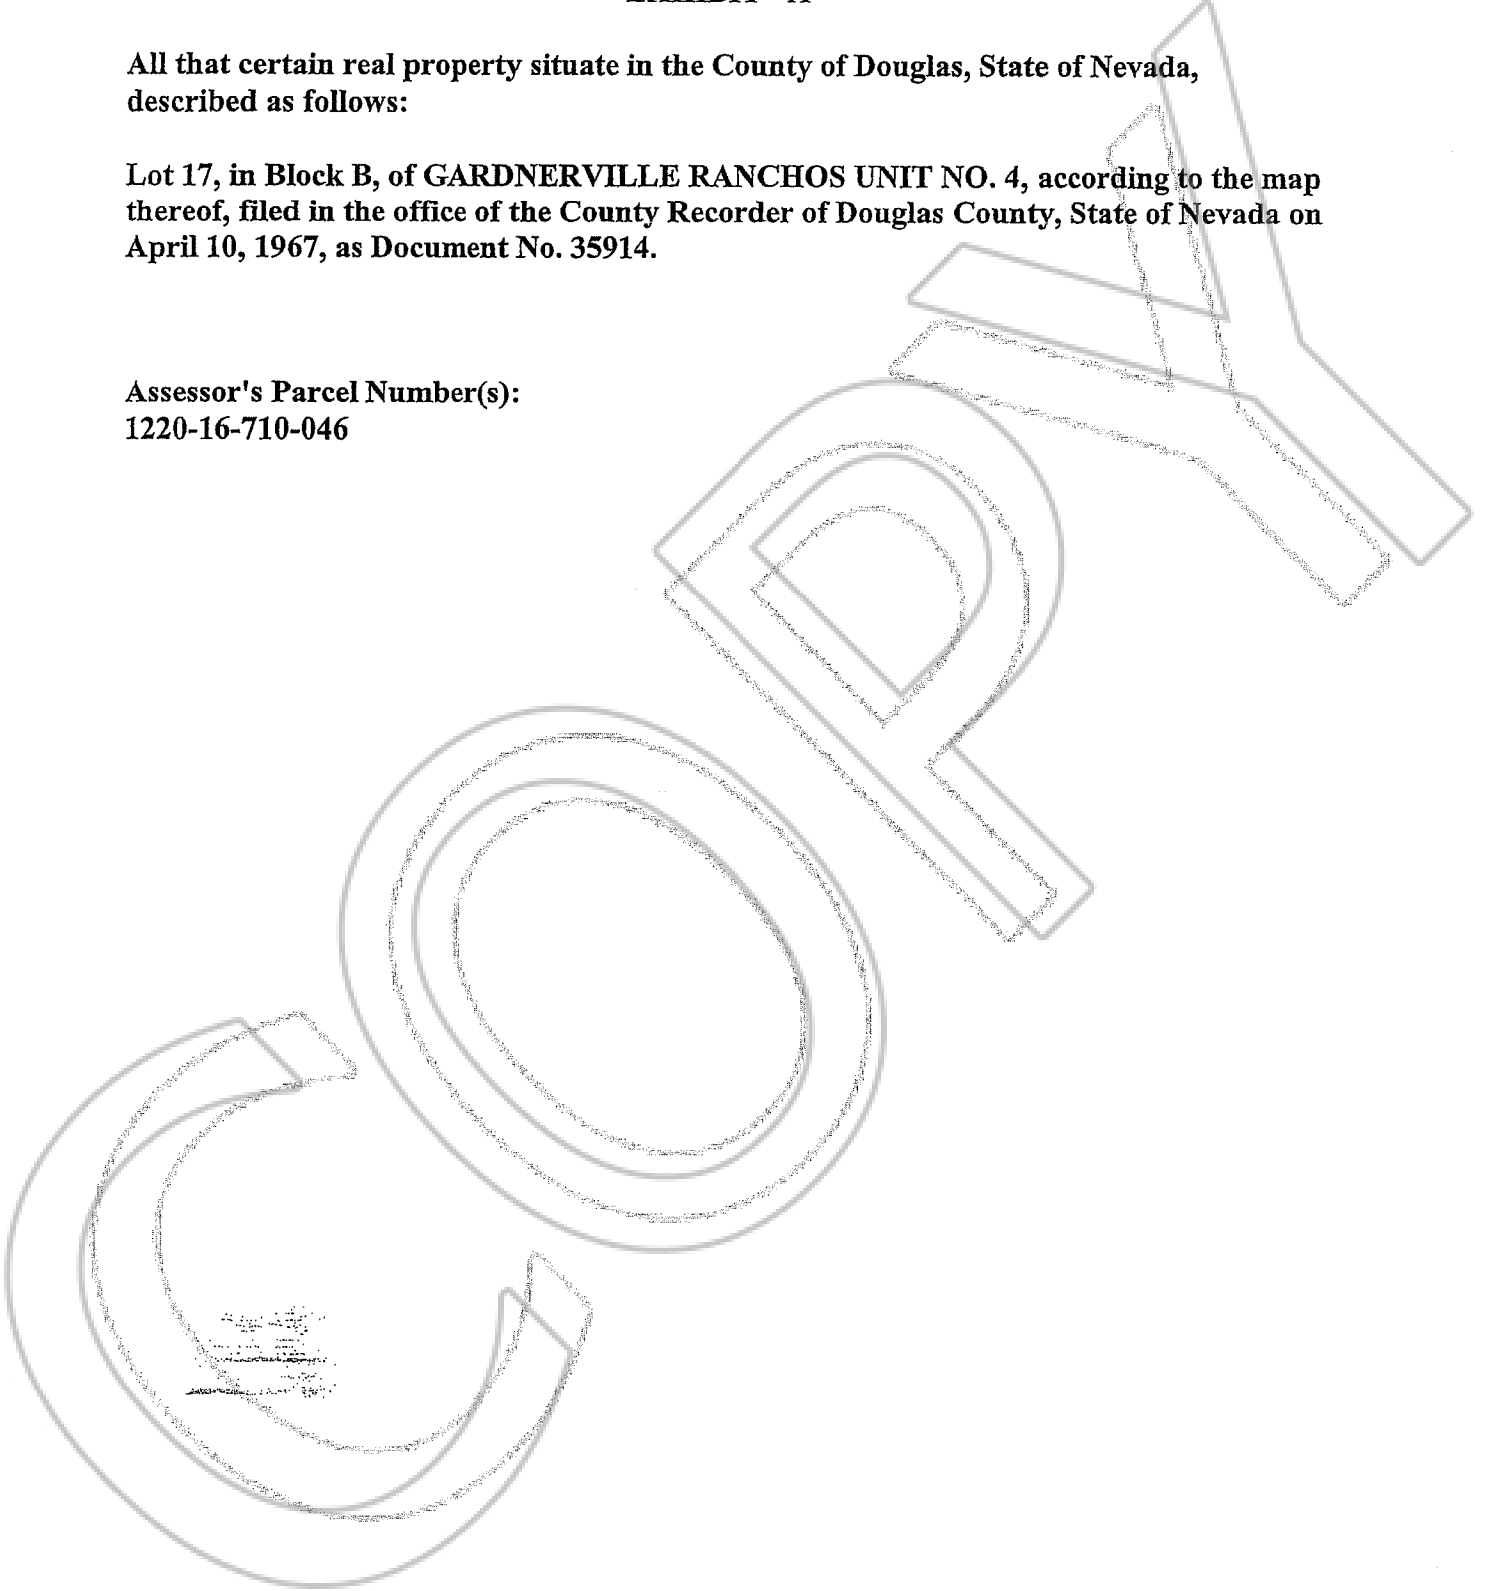 All that certain real property situate in the County of Douglas, State of Nevada,
described as follows:
Lot 17, in Block B, of GARDNERVILLE RANCHOS UNIT NO. 4, according to the map
thereof, filed in the office of the County Recorder of Douglas County, State of Nevada on
April 10, 1967, as Document No. 35914.
Assessor's Parcel Number(s):
1220-16-710-046
COPY